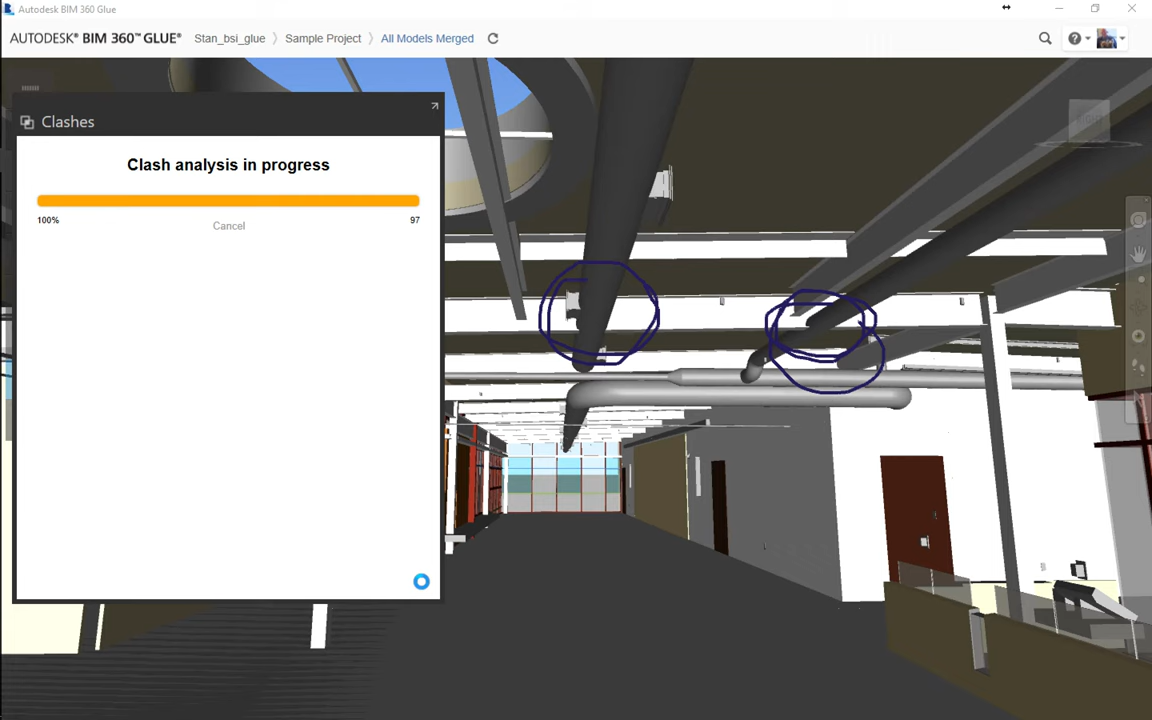 Autodesk BIM 360 Glue
AUTODESK® BIM 360™ GLUE® Stan_bsi_glue Sample Project All Models Merged
Clashes
Clash analysis in progress
100% 97
Cancel